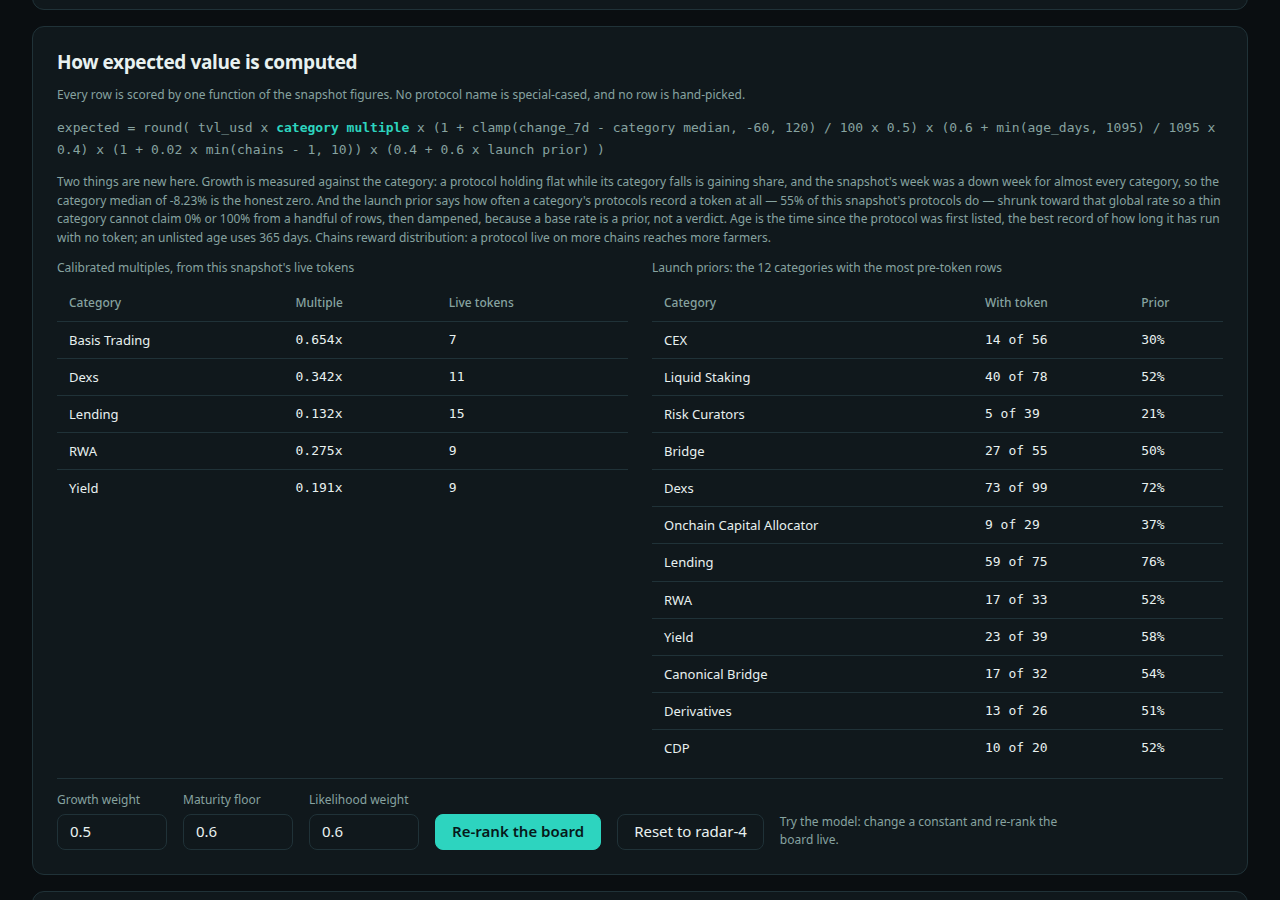 How expected value is computed
Every row is scored by one function of the snapshot figures. No protocol name is special-cased, and no row is hand-picked.
expected = round( tvl_usd x category multiple x (1 + clamp(change_7d - category median, -60, 120) / 100 x 0.5) x (0.6 + min(age_days, 1095) / 1095 x
0.4) x (1 + 0.02 x min(chains - 1, 10)) x (0.4 + 0.6 x launch prior) )
Two things are new here. Growth is measured against the category: a protocol holding flat while its category falls is gaining share, and the snapshot's week was a down week for almost every category, so the
category median of -8.23% is the honest zero. And the launch prior says how often a category's protocols record a token at all — 55% of this snapshot's protocols do — shrunk toward that global rate so a thin
category cannot claim 0% or 100% from a handful of rows, then dampened, because a base rate is a prior, not a verdict. Age is the time since the protocol was first listed, the best record of how long it has run
with no token; an unlisted age uses 365 days. Chains reward distribution: a protocol live on more chains reaches more farmers.
Calibrated multiples, from this snapshot's live tokens
Category Multiple Live tokens
Basis Trading 0.654x 7
Dexs 0.342x 11
Lending 0.132x 15
RWA 0.275x 9
Yield 0.191x 9
Launch priors: the 12 categories with the most pre-token rows
Category With token Prior
CEX 14 of 56 30%
Liquid Staking 40 of 78 52%
Risk Curators 5 of 39 21%
Bridge 27 of 55 50%
Dexs 73 of 99 72%
Onchain Capital Allocator 9 of 29 37%
Lending 59 of 75 76%
RWA 17 of 33 52%
Yield 23 of 39 58%
Canonical Bridge 17 of 32 54%
Derivatives 13 of 26 51%
CDP 10 of 20 52%
Growth weight Maturity floor Likelihood weight
0.5 0.6 0.6 Re-rank the board Reset to radar-4
Try the model: change a constant and re-rank the
board live.